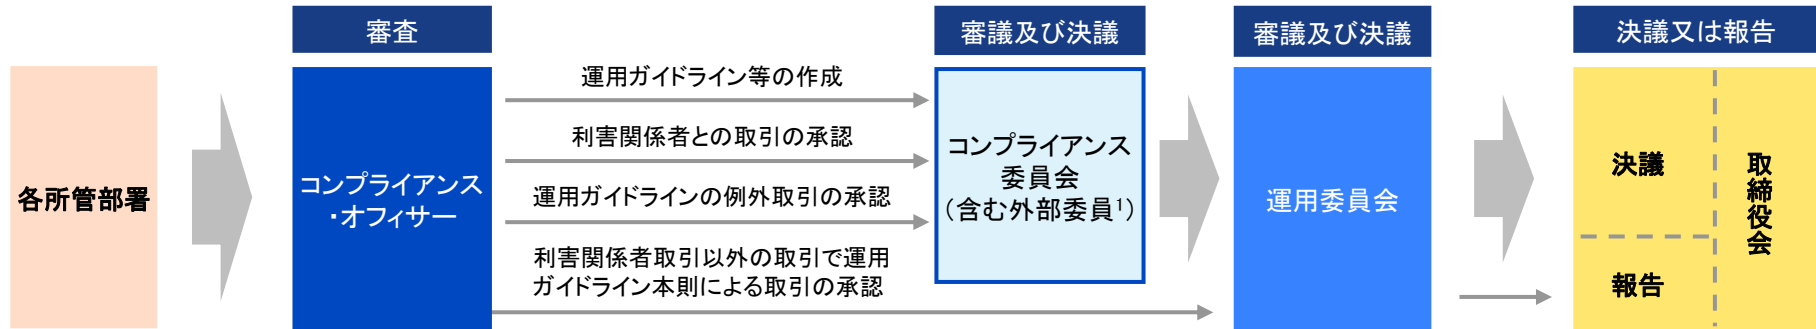 審査
審議及び決議
審議及び決議
決議又は報告
各所管部署
コンプライアンス
・オフィサー
運用ガイドライン等の作成
利害関係者との取引の承認
運用ガイドラインの例外取引の承認
利害関係者取引以外の取引で運用
ガイドライン本則による取引の承認
コンプライアンス
委員会
（含む外部委員1）
運用委員会
決議
報告
取締役会